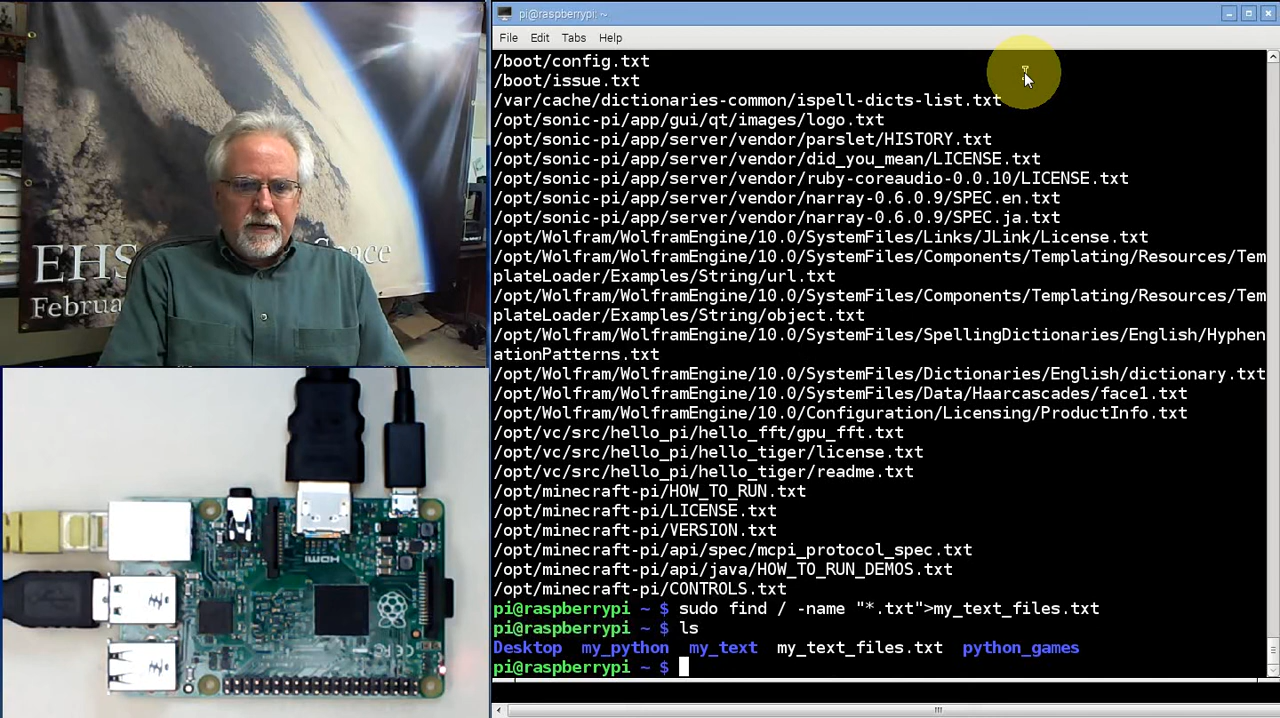 EHS
Space
Februa
HDMI
pi@raspberrypi: ~
File Edit Tabs Help
/boot/config.txt
/boot/issue.txt
/var/cache/dictionaries-common/ispell-dicts-list.txt
/opt/sonic-pi/app/gui/qt/images/logo.txt
/opt/sonic-pi/app/server/vendor/parslet/HISTORY.txt
/opt/sonic-pi/app/server/vendor/did_you_mean/LICENSE.txt
/opt/sonic-pi/app/server/vendor/ruby-coreaudio-0.0.10/LICENSE.txt
/opt/sonic-pi/app/server/vendor/narray-0.6.0.9/SPEC.en.txt
/opt/sonic-pi/app/server/vendor/narray-0.6.0.9/SPEC.ja.txt
/opt/Wolfram/WolframEngine/10.0/SystemFiles/Links/JLink/License.txt
/opt/Wolfram/WolframEngine/10.0/SystemFiles/Components/Templating/Resources/Tem
plateLoader/Examples/String/url.txt
/opt/Wolfram/WolframEngine/10.0/SystemFiles/Components/Templating/Resources/Tem
plateLoader/Examples/String/object.txt
/opt/Wolfram/WolframEngine/10.0/SystemFiles/SpellingDictionaries/English/Hyphen
ationPatterns.txt
/opt/Wolfram/WolframEngine/10.0/SystemFiles/Dictionaries/English/dictionary.txt
/opt/Wolfram/WolframEngine/10.0/SystemFiles/Data/Haarcascades/face1.txt
/opt/Wolfram/WolframEngine/10.0/Configuration/Licensing/ProductInfo.txt
/opt/vc/src/hello_pi/hello_fft/gpu_fft.txt
/opt/vc/src/hello_pi/hello_tiger/license.txt
/opt/vc/src/hello_pi/hello_tiger/readme.txt
/opt/minecraft-pi/HOW_TO_RUN.txt
/opt/minecraft-pi/LICENSE.txt
/opt/minecraft-pi/VERSION.txt
/opt/minecraft-pi/api/spec/mcpi_protocol_spec.txt
/opt/minecraft-pi/api/java/HOW_TO_RUN_DEMOS.txt
/opt/minecraft-pi/CONTROLS.txt
pi@raspberrypi ~ $ sudo find / -name "*.txt">my_text_files.txt
pi@raspberrypi ~ $ ls
Desktop my_python my_text my_text_files.txt python_games
pi@raspberrypi ~ $